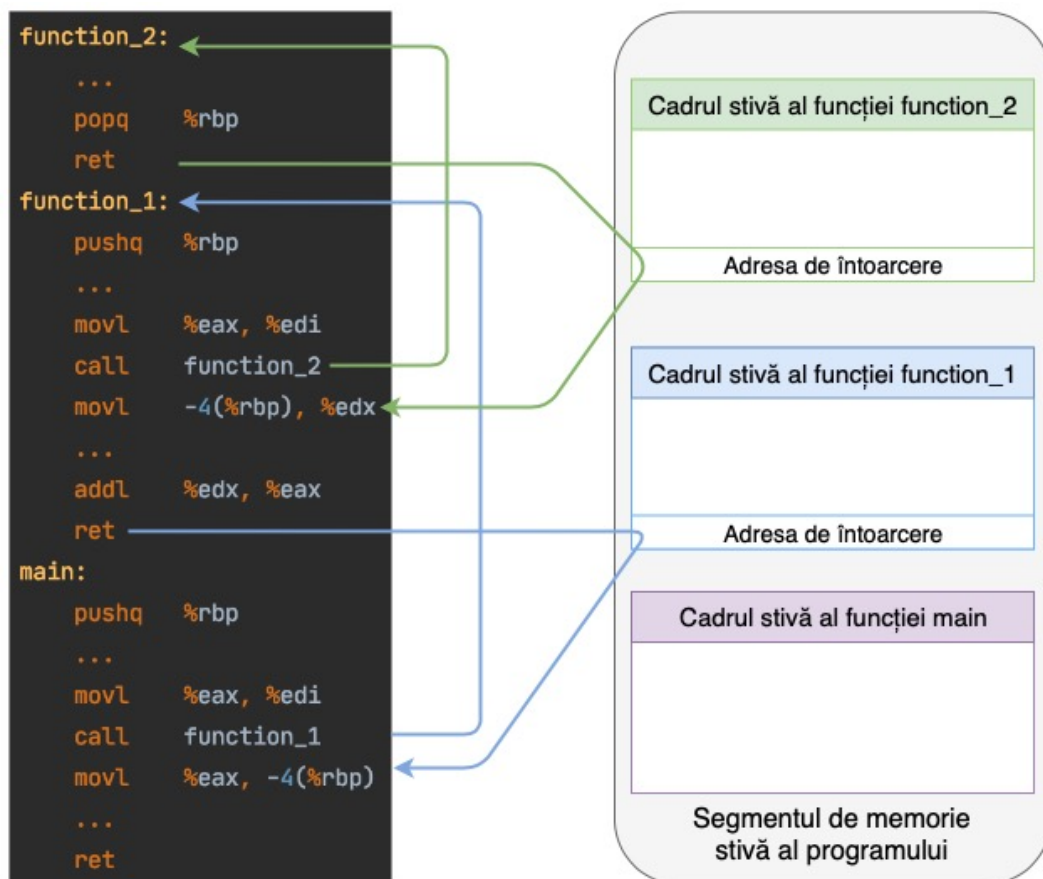 function_2:
...
popq %rbp
ret
function_1:
pushq %rbp
...
movl %eax, %edi
call function_2
movl -4(%rbp), %edx
...
addl %edx, %eax
ret
main:
pushq %rbp
...
movl %eax, %edi
call function_1
movl %eax, -4(%rbp)
...
ret
Cadrul stivă al funcției function_2
Adresa de întoarcere
Cadrul stivă al funcției function_1
Adresa de întoarcere
Cadrul stivă al funcției main
Segmentul de memorie
stivă al programului